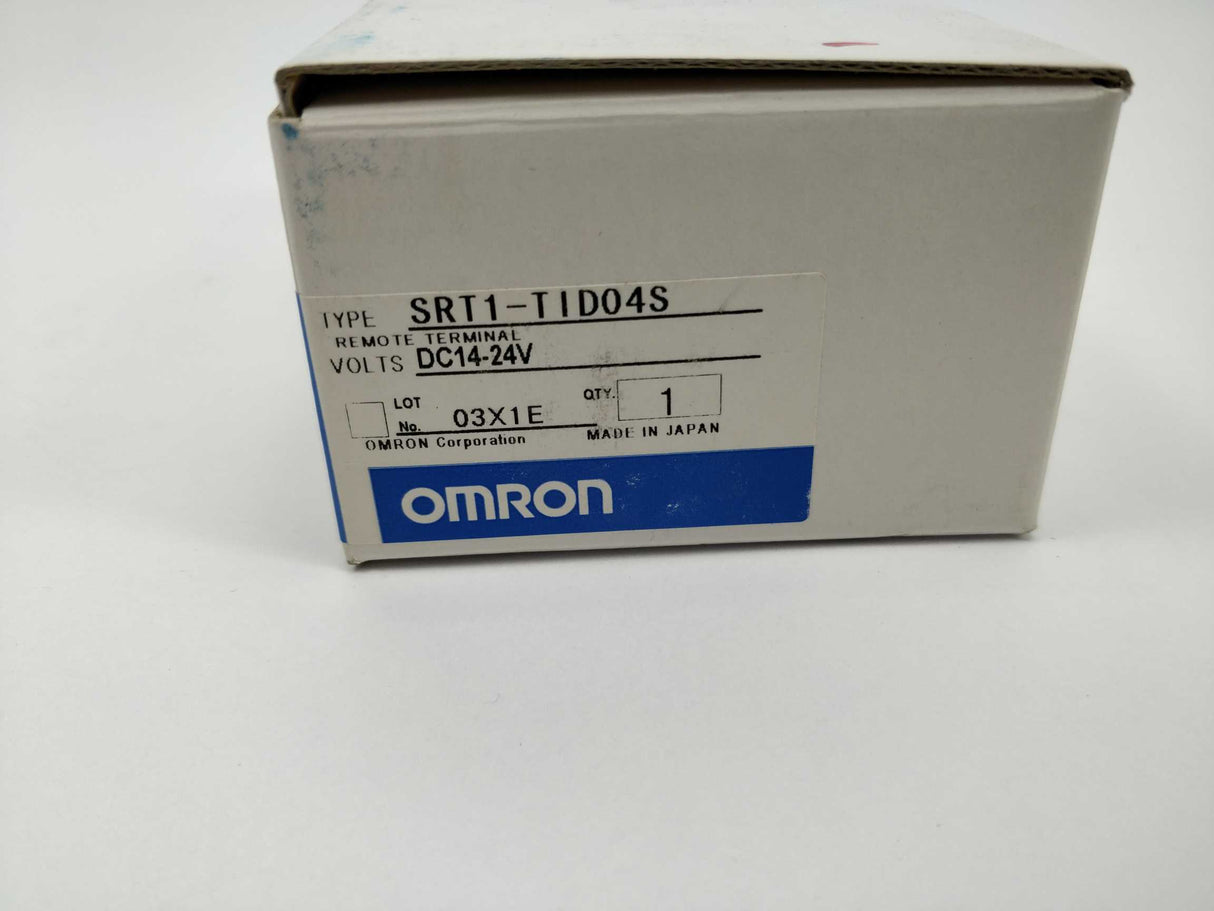 TYPE SRT1-TID04S
REMOTE TERMINAL
VOLTS DC14-24V
LOT No. 03X1E QTY. 1
OMRON Corporation MADE IN JAPAN
OMRON